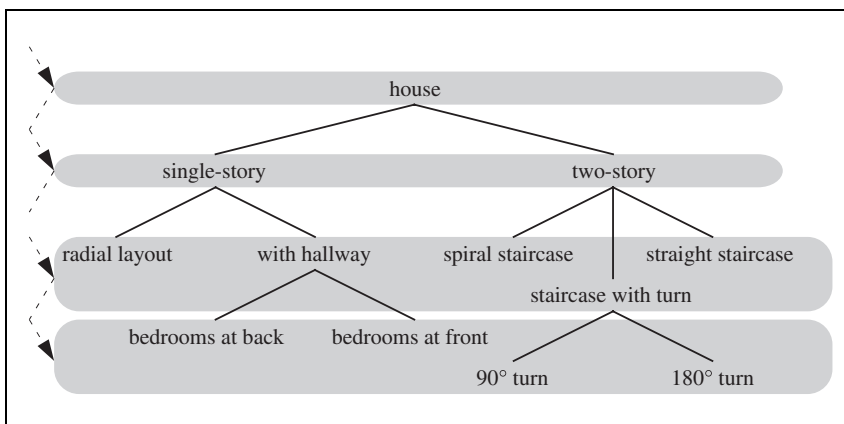 house
single-story two-story
radial layout with hallway spiral staircase straight staircase
staircase with turn
bedrooms at back bedrooms at front
90° turn 180° turn